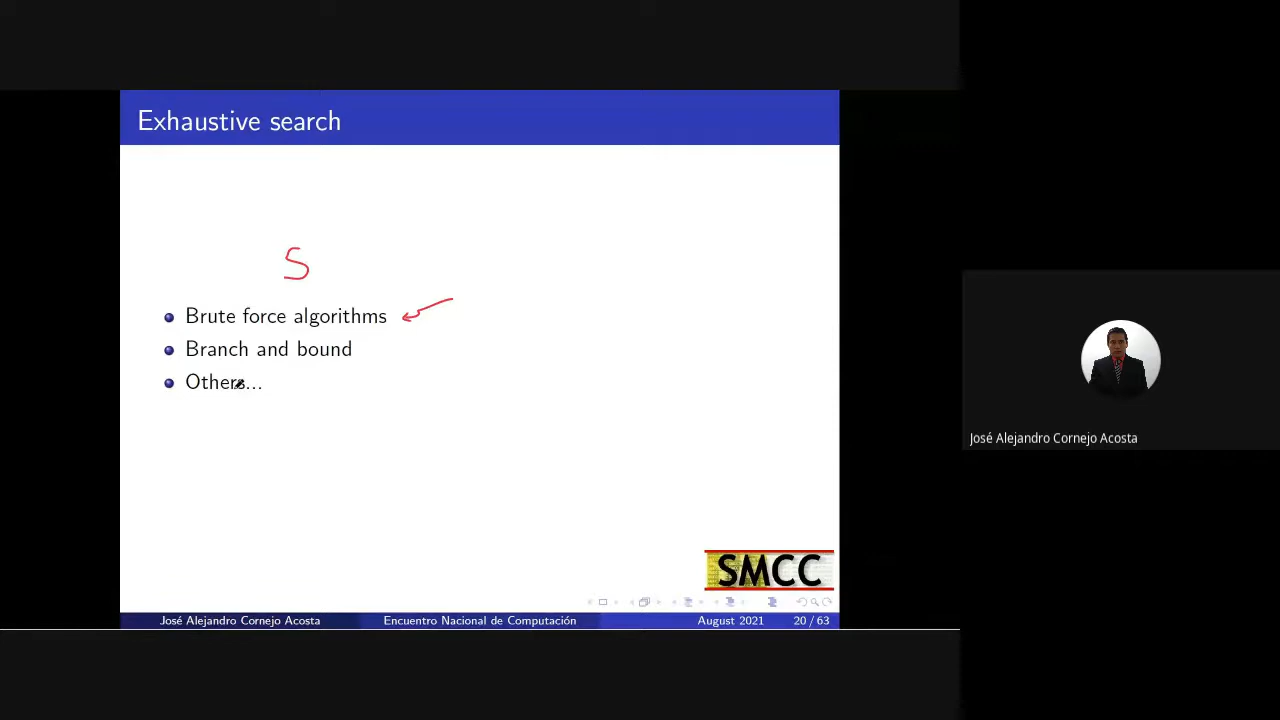 Exhaustive search
S
Brute force algorithms
Branch and bound
Others...
José Alejandro Cornejo Acosta
SMCC
José Alejandro Cornejo Acosta Encuentro Nacional de Computación August 2021 20 / 63